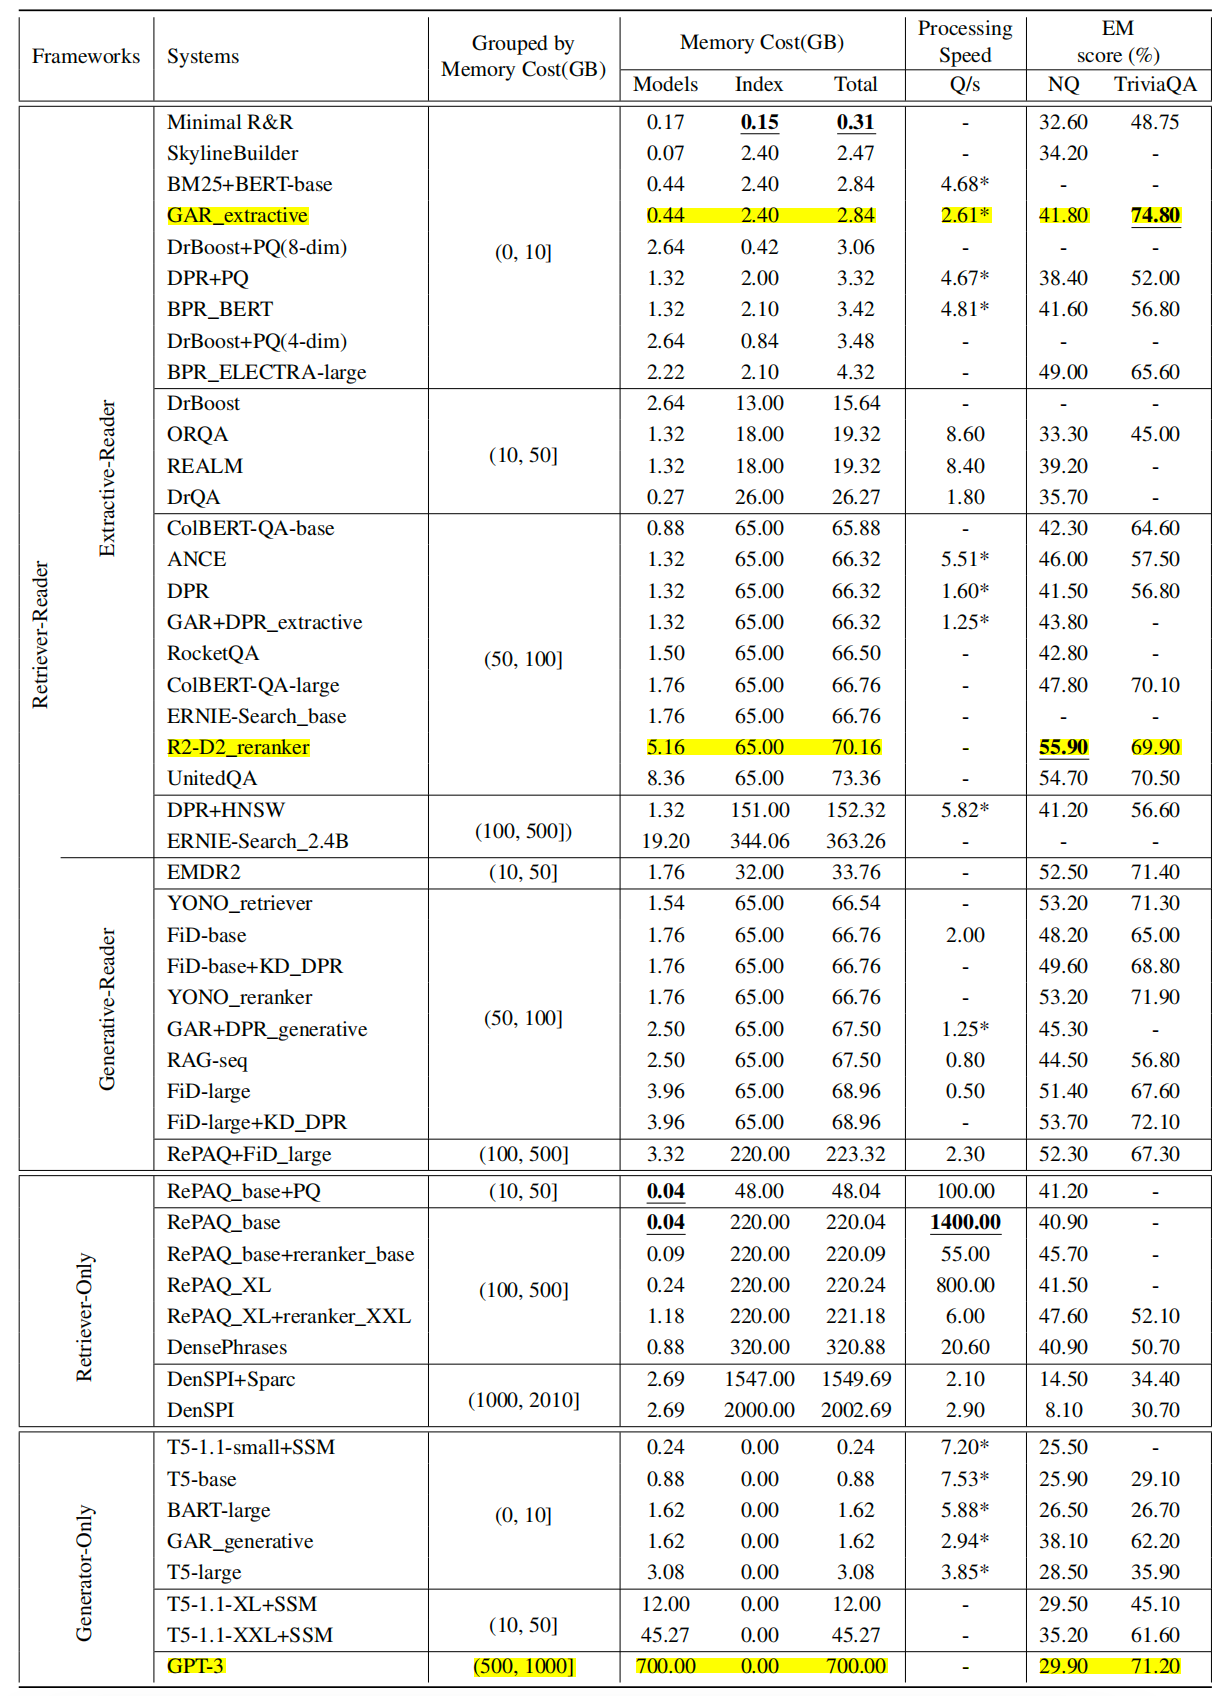 Frameworks Systems Grouped by Memory Cost(GB) Memory Cost(GB) Processing Speed EM score (%)
Models Index Total Q/s NQ TriviaQA
Retriever-Reader
Extractive-Reader
Minimal R&R (0, 10] 0.17 0.15 0.31 - 32.60 48.75
SkylineBuilder 0.07 2.40 2.47 - 34.20 -
BM25+BERT-base 0.44 2.40 2.84 4.68* - -
GAR_extractive 0.44 2.40 2.84 2.61* 41.80 74.80
DrBoost+PQ(8-dim) 2.64 0.42 3.06 - - -
DPR+PQ 1.32 2.00 3.32 4.67* 38.40 52.00
BPR_BERT 1.32 2.10 3.42 4.81* 41.60 56.80
DrBoost+PQ(4-dim) 2.64 0.84 3.48 - - -
BPR_ELECTRA-large 2.22 2.10 4.32 - 49.00 65.60
DrBoost (10, 50] 2.64 13.00 15.64 - - -
ORQA 1.32 18.00 19.32 8.60 33.30 45.00
REALM 1.32 18.00 19.32 8.40 39.20 -
DrQA 0.27 26.00 26.27 1.80 35.70 -
ColBERT-QA-base (50, 100] 0.88 65.00 65.88 - 42.30 64.60
ANCE 1.32 65.00 66.32 5.51* 46.00 57.50
DPR 1.32 65.00 66.32 1.60* 41.50 56.80
GAR+DPR_extractive 1.32 65.00 66.32 1.25* 43.80 -
RocketQA 1.50 65.00 66.50 - 42.80 -
ColBERT-QA-large 1.76 65.00 66.76 - 47.80 70.10
ERNIE-Search_base 1.76 65.00 66.76 - - -
R2-D2_reranker 5.16 65.00 70.16 - 55.90 69.90
UnitedQA 8.36 65.00 73.36 - 54.70 70.50
DPR+HNSW (100, 500]) 1.32 151.00 152.32 5.82* 41.20 56.60
ERNIE-Search_2.4B 19.20 344.06 363.26 - - -
Generative-Reader
EMDR2 (10, 50] 1.76 32.00 33.76 - 52.50 71.40
YONO_retriever (50, 100] 1.54 65.00 66.54 - 53.20 71.30
FiD-base 1.76 65.00 66.76 2.00 48.20 65.00
FiD-base+KD_DPR 1.76 65.00 66.76 - 49.60 68.80
YONO_reranker 1.76 65.00 66.76 - 53.20 71.90
GAR+DPR_generative 2.50 65.00 67.50 1.25* 45.30 -
RAG-seq 2.50 65.00 67.50 0.80 44.50 56.80
FiD-large 3.96 65.00 68.96 0.50 51.40 67.60
FiD-large+KD_DPR 3.96 65.00 68.96 - 53.70 72.10
RePAQ+FiD_large (100, 500] 3.32 220.00 223.32 2.30 52.30 67.30
Retriever-Only
RePAQ_base+PQ (10, 50] 0.04 48.00 48.04 100.00 41.20 -
RePAQ_base (100, 500] 0.04 220.00 220.04 1400.00 40.90 -
RePAQ_base+reranker_base 0.09 220.00 220.09 55.00 45.70 -
RePAQ_XL 0.24 220.00 220.24 800.00 41.50 -
RePAQ_XL+reranker_XXL 1.18 220.00 221.18 6.00 47.60 52.10
DensePhrases 0.88 320.00 320.88 20.60 40.90 50.70
DenSPI+Sparc (1000, 2010] 2.69 1547.00 1549.69 2.10 14.50 34.40
DenSPI 2.69 2000.00 2002.69 2.90 8.10 30.70
Generator-Only
T5-1.1-small+SSM (0, 10] 0.24 0.00 0.24 7.20* 25.50 -
T5-base 0.88 0.00 0.88 7.53* 25.90 29.10
BART-large 1.62 0.00 1.62 5.88* 26.50 26.70
GAR_generative 1.62 0.00 1.62 2.94* 38.10 62.20
T5-large 3.08 0.00 3.08 3.85* 28.50 35.90
T5-1.1-XL+SSM (10, 50] 12.00 0.00 12.00 - 29.50 45.10
T5-1.1-XXL+SSM 45.27 0.00 45.27 - 35.20 61.60
GPT-3 (500, 1000] 700.00 0.00 700.00 - 29.90 71.20